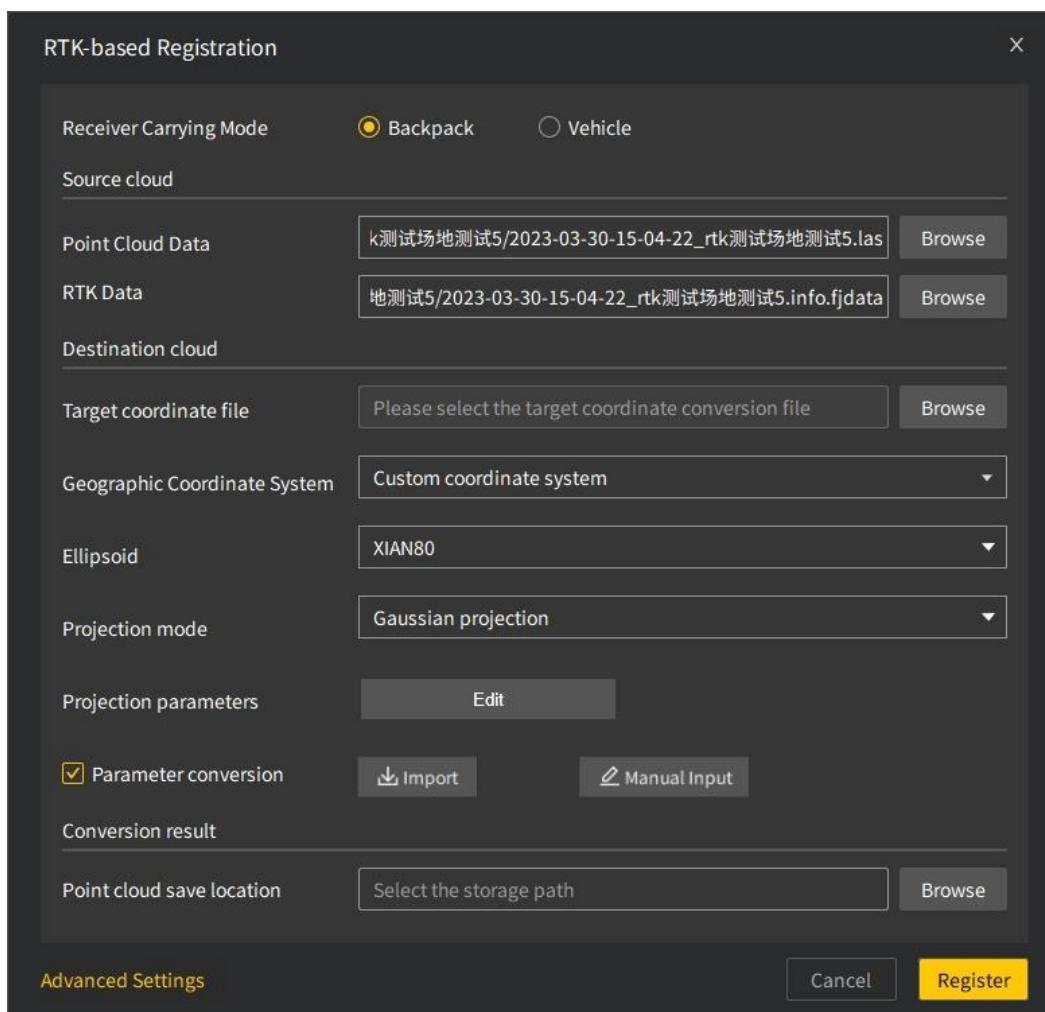 RTK-based Registration X
Receiver Carrying Mode Backpack Vehicle
Source cloud
Point Cloud Data k测试场地测试5/2023-03-30-15-04-22_rtk测试场地测试5.las Browse
RTK Data 地测试5/2023-03-30-15-04-22_rtk测试场地测试5.info.fjdata Browse
Destination cloud
Target coordinate file Please select the target coordinate conversion file Browse
Geographic Coordinate System Custom coordinate system
Ellipsoid XIAN80
Projection mode Gaussian projection
Projection parameters Edit
Parameter conversion Import Manual Input
Conversion result
Point cloud save location Select the storage path Browse
Advanced Settings Cancel Register